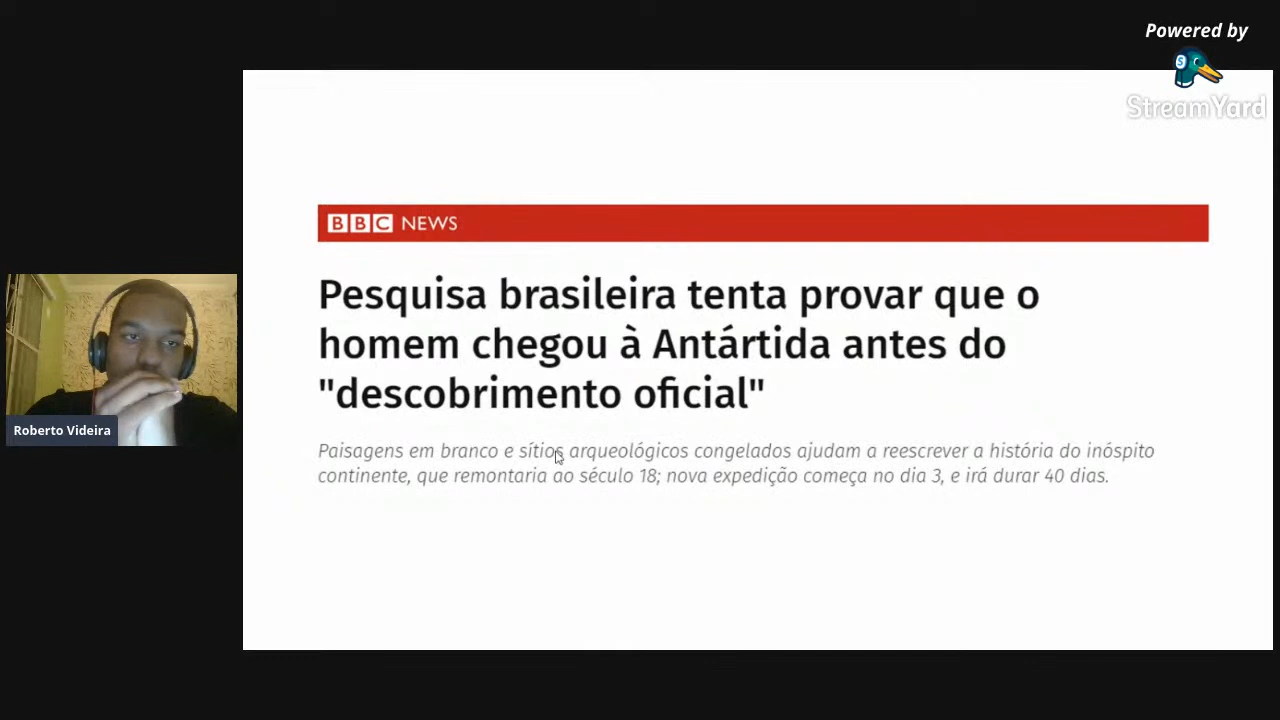 Powered by
StreamYard
BBC NEWS
Pesquisa brasileira tenta provar que o
homem chegou à Antártida antes do
"descobrimento oficial"
Paisagens em branco e sítios arqueológicos congelados ajudam a reescrever a história do inóspito
continente, que remontaria ao século 18; nova expedição começa no dia 3, e irá durar 40 dias.
Roberto Videira